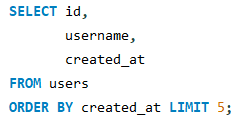 SELECT id,
       username,
       created_at
FROM users
ORDER BY created_at LIMIT 5;